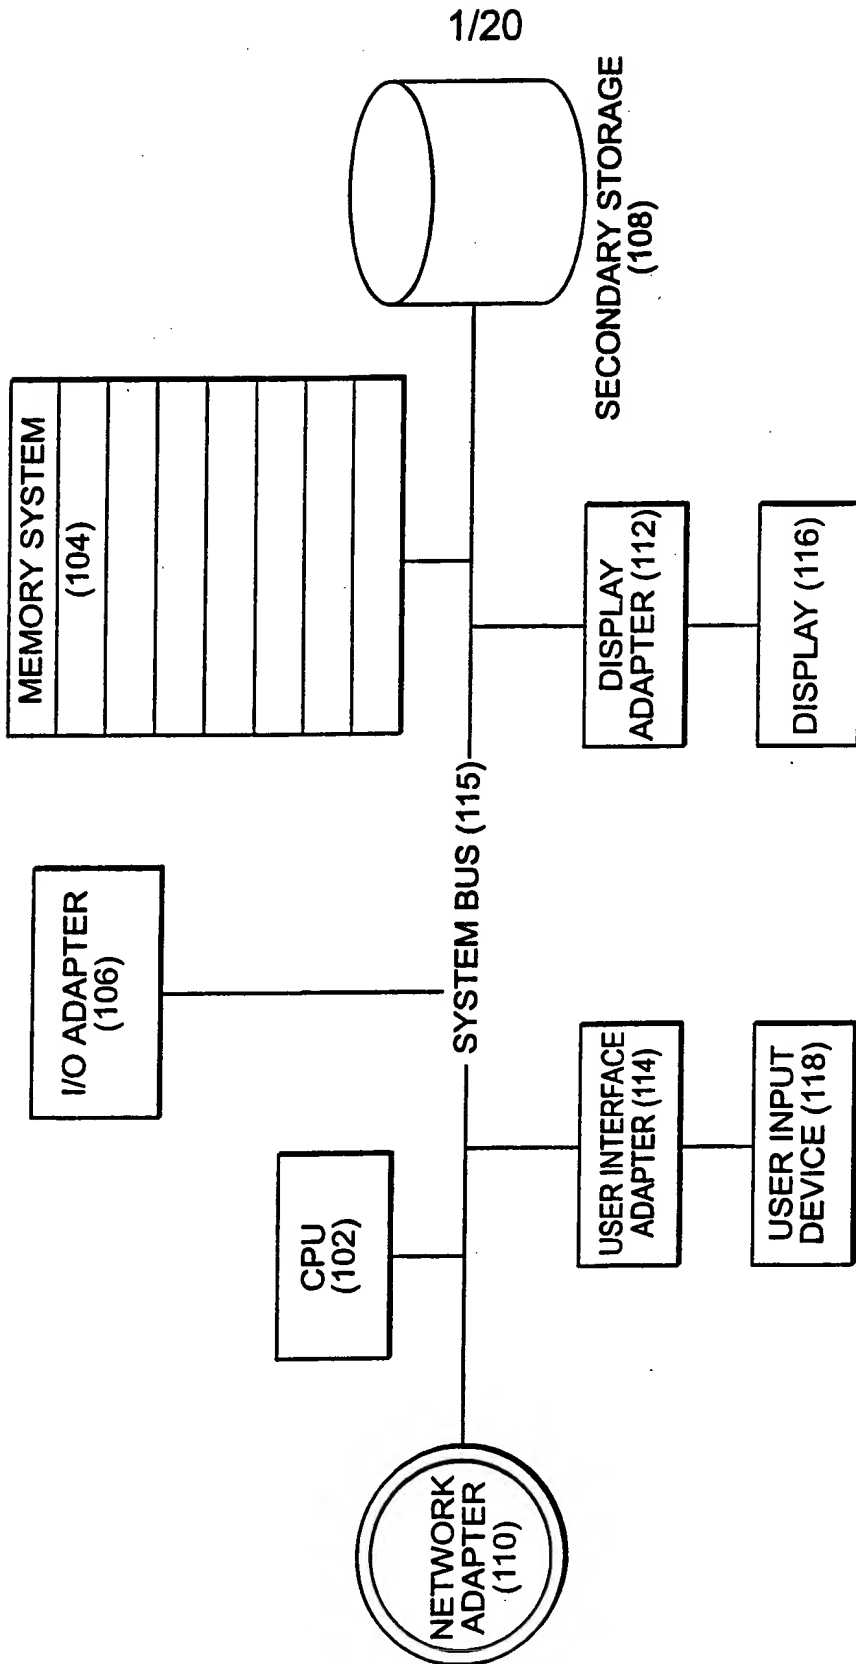 1/20
MEMORY SYSTEM
(104)
SECONDARY STORAGE
(108)
I/O ADAPTER
(106)
SYSTEM BUS (115)
DISPLAY
ADAPTER (112)
DISPLAY (116)
CPU
(102)
USER INTERFACE
ADAPTER (114)
USER INPUT
DEVICE (118)
NETWORK
ADAPTER
(110)